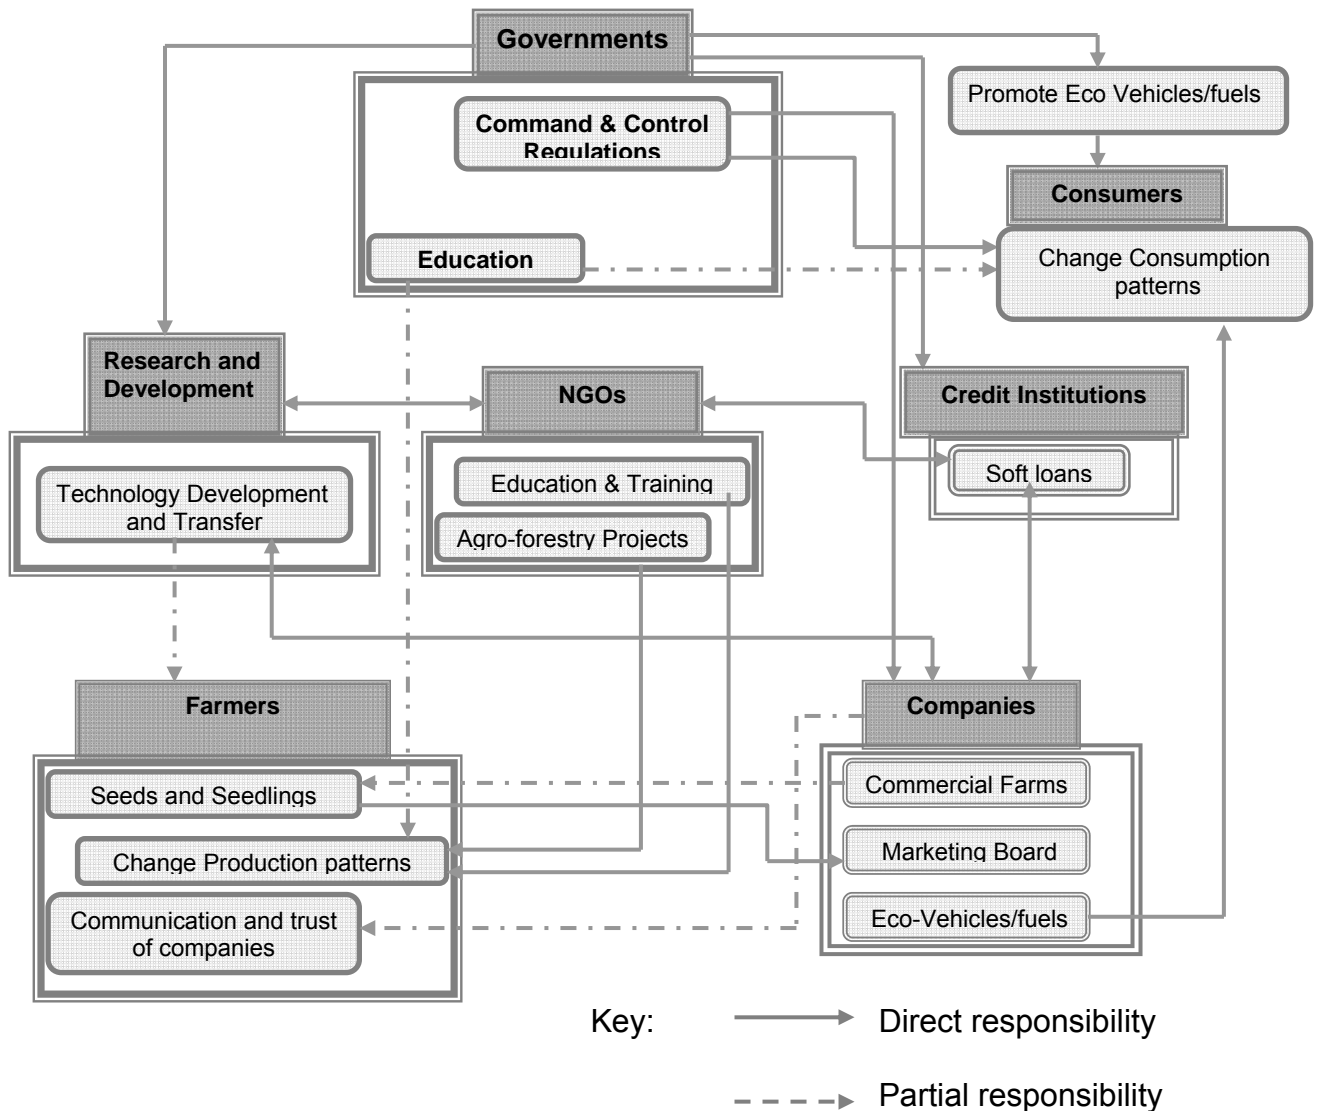 Governments
Promote Eco Vehicles/fuels
Command & Control
Regulations
Consumers
Education
Change Consumption
patterns
Research and
Development
NGOs
Credit Institutions
Technology Development
and Transfer
Education & Training
Agro-forestry Projects
Soft loans
Farmers
Companies
Seeds and Seedlings
Commercial Farms
Change Production patterns
Marketing Board
Communication and trust
of companies
Eco-Vehicles/fuels
Key:
Direct responsibility
Partial responsibility